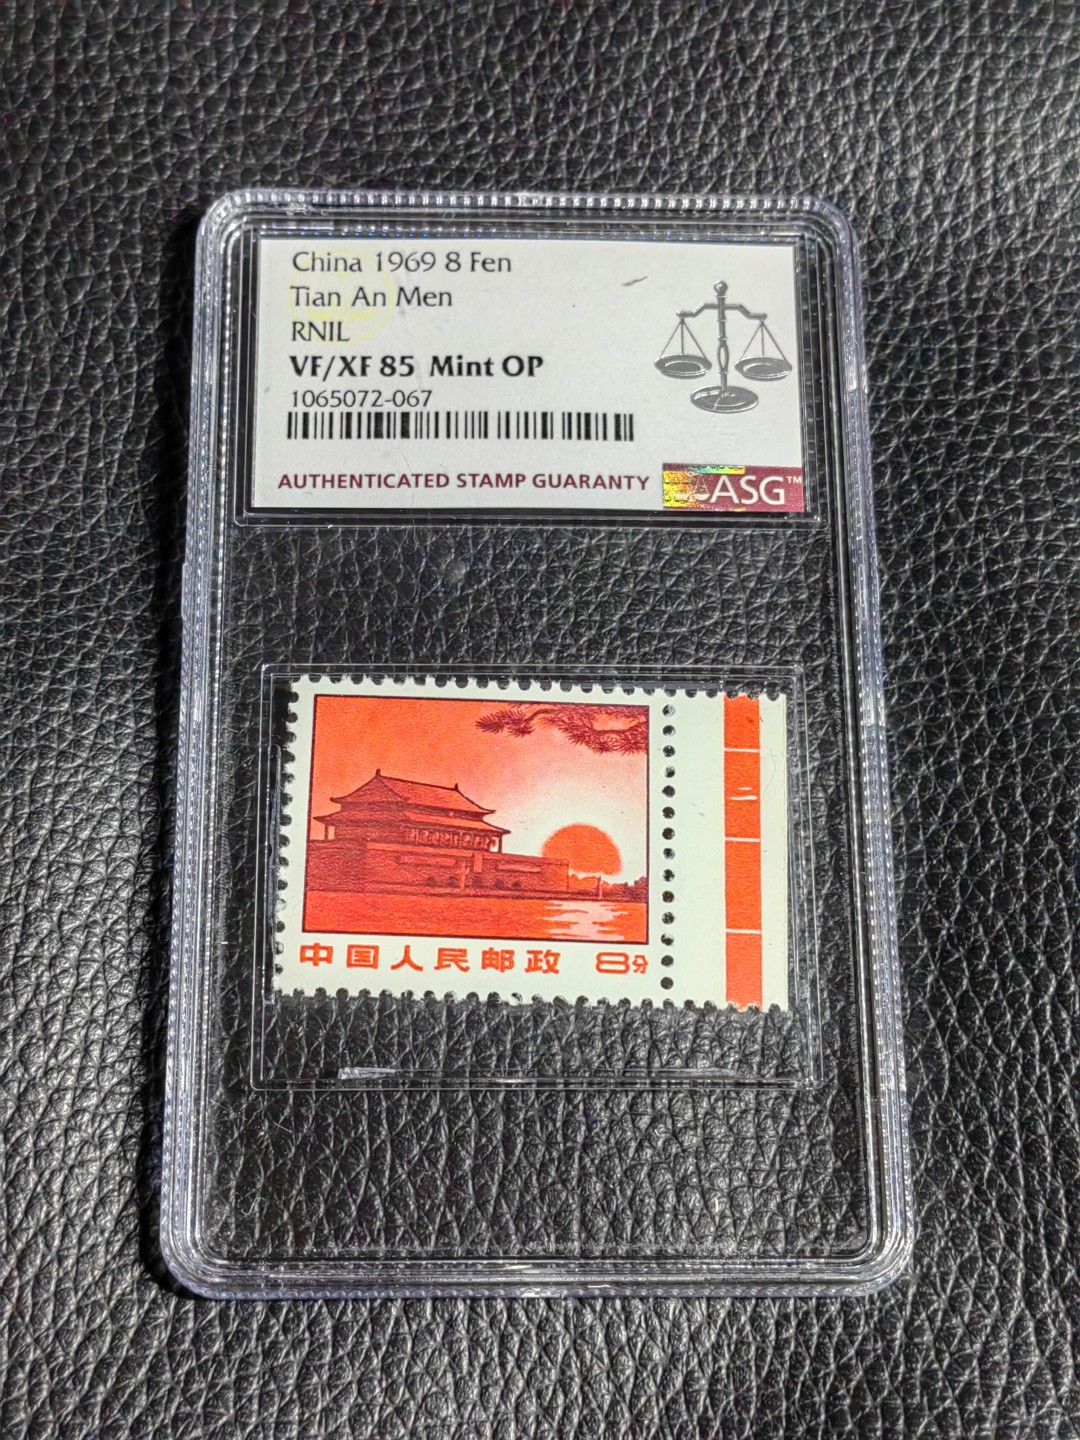 China 1969 8 Fen
Tian An Men
RNIL
VF/XF 85 Mint OP
1065072-067
AUTHENTICATED STAMP GUARANTY
ASG™
中国人民邮政 8分